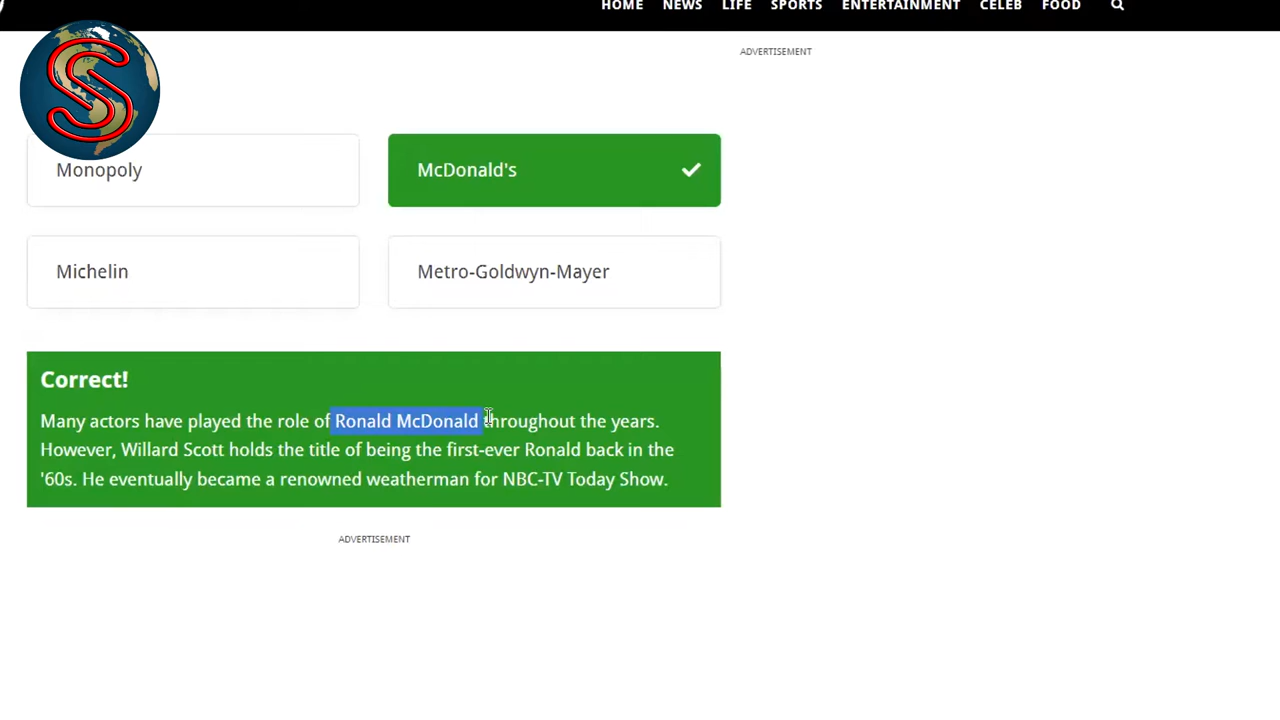 HOME NEWS LIFE SPORTS ENTERTAINMENT CELEB FOOD
ADVERTISEMENT
S
Monopoly
McDonald's
Michelin
Metro-Goldwyn-Mayer
Correct!
Many actors have played the role of Ronald McDonald throughout the years.
However, Willard Scott holds the title of being the first-ever Ronald back in the
'60s. He eventually became a renowned weatherman for NBC-TV Today Show.
ADVERTISEMENT